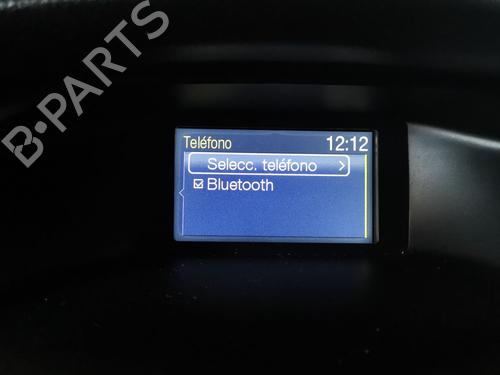 B-PARTS
Teléfono 12:12
Selecc. teléfono >
Bluetooth